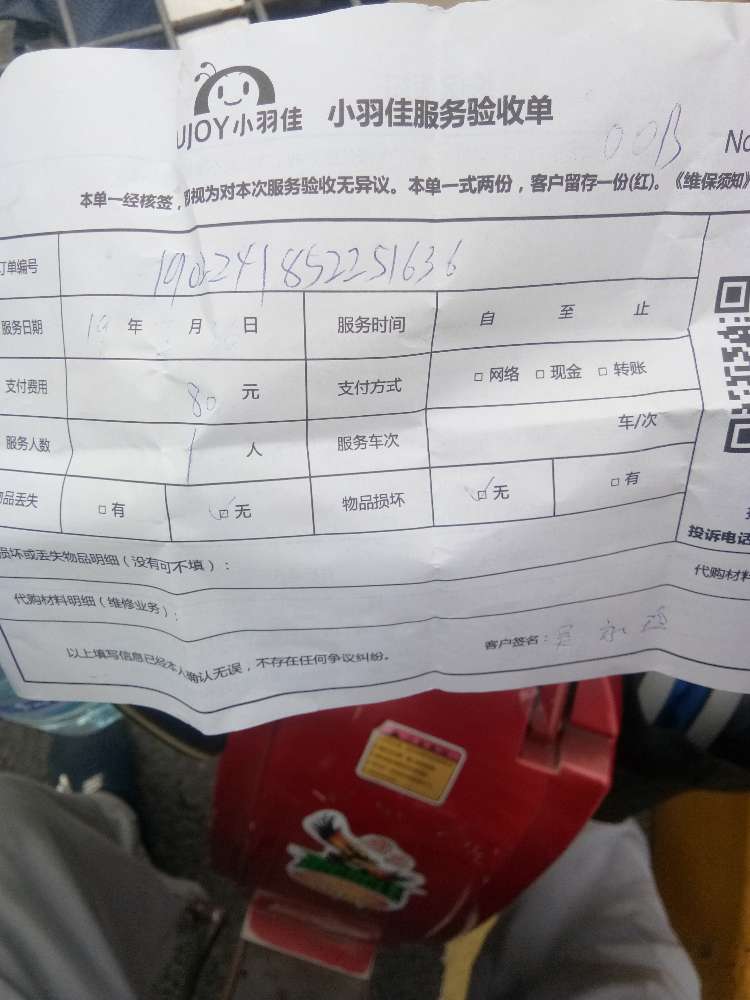 UJOY小羽佳 小羽佳服务验收单
00B No
本单一经核签，即视为对本次服务验收无异议。本单一式两份，客户留存一份(红)。《维保须知》
订单编号 190241852251636
服务日期 19 年 月 日 服务时间 自 至 止
支付费用 80 元 支付方式 □网络 □现金 □转账
服务人数 1 人 服务车次 车/次
物品丢失 □有 ☑无 物品损坏 ☑无 □有
投诉电话
损坏或丢失物品明细（没有可不填）：
代购材料
代购材料明细（维修业务）：
以上填写信息已经本人确认无误，不存在任何争议纠纷。 客户签名：